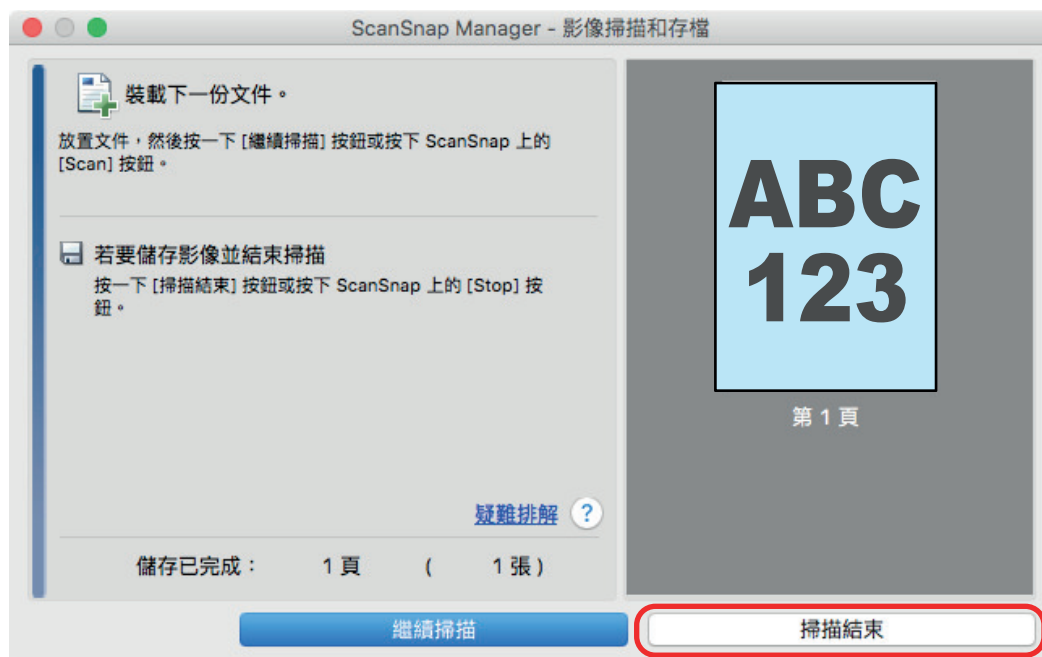 ScanSnap Manager - 影像掃描和存檔
裝載下一份文件。
放置文件，然後按一下 [繼續掃描] 按鈕或按下 ScanSnap 上的
[Scan] 按鈕。
若要儲存影像並結束掃描
按一下 [掃描結束] 按鈕或按下 ScanSnap 上的 [Stop] 按
鈕。
疑難排解 ?
儲存已完成： 1 頁 ( 1 張 )
ABC
123
第 1 頁
繼續掃描
掃描結束